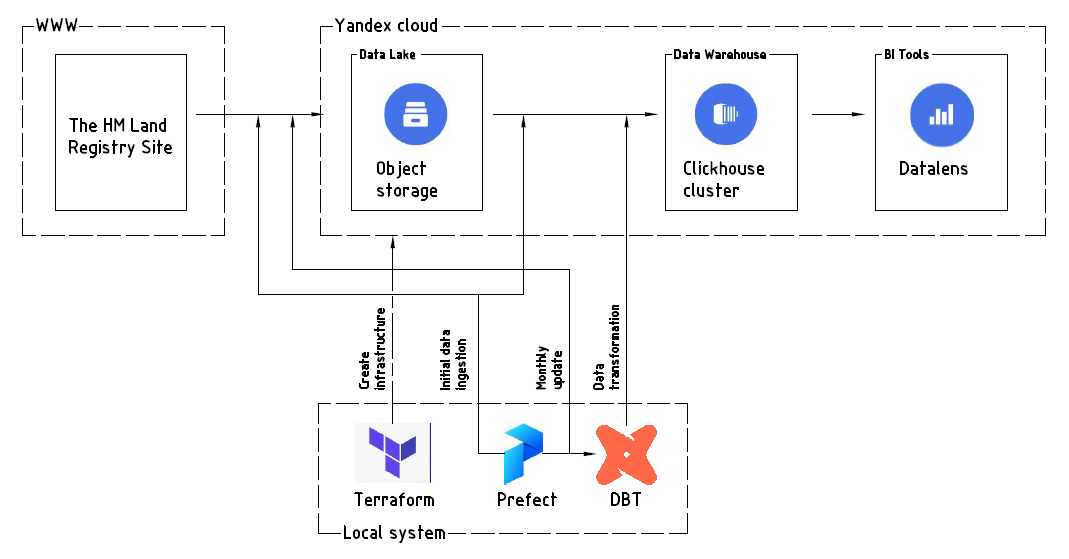 WWW
Yandex cloud
Data Lake
Data Warehouse
BI Tools
The HM Land
Registry Site
Object
storage
Clickhouse
cluster
Datalens
Create
infrastructure
Initial data
ingestion
Monthly
update
Data
transformation
Terraform
Prefect
DBT
Local system